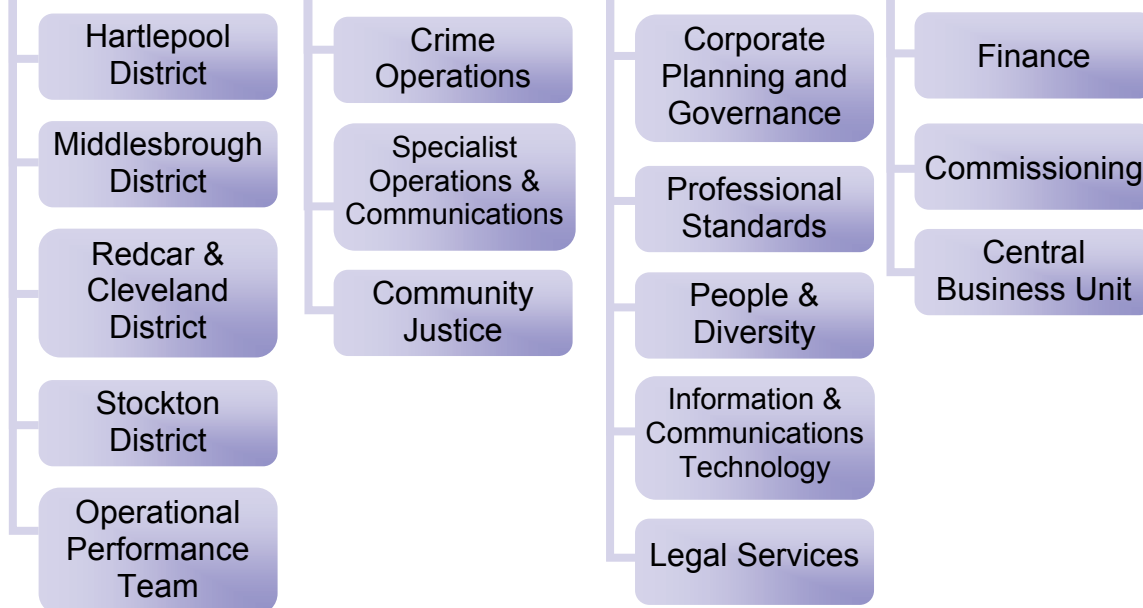 Hartlepool
District
Middlesbrough
District
Redcar &
Cleveland
District
Stockton
District
Operational
Performance
Team
Crime
Operations
Specialist
Operations &
Communications
Community
Justice
Corporate
Planning and
Governance
Professional
Standards
People &
Diversity
Information &
Communications
Technology
Legal Services
Finance
Commissioning
Central
Business Unit